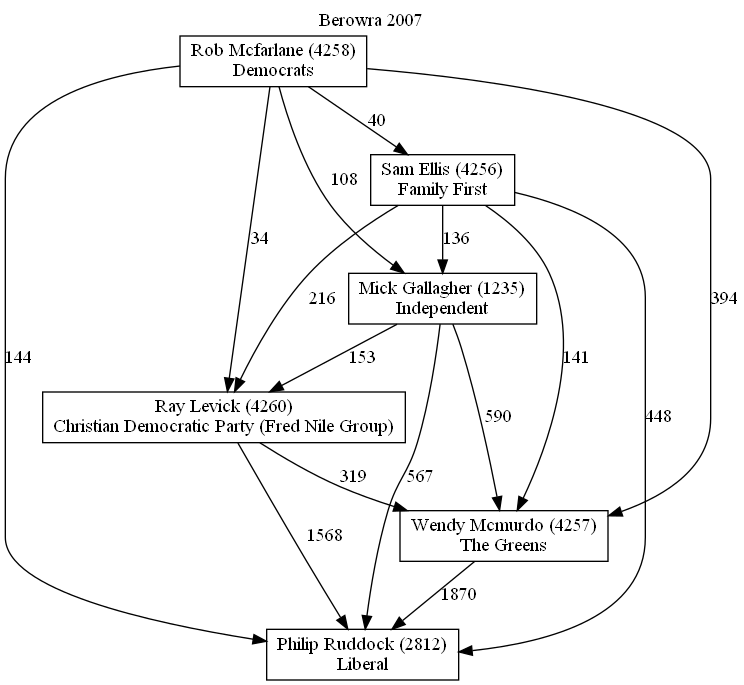 Berowra 2007
Rob Mcfarlane (4258)
Democrats
40
Sam Ellis (4256)
Family First
108
34
136
Mick Gallagher (1235)
Independent
216
394
144
153
141
Ray Levick (4260)
Christian Democratic Party (Fred Nile Group)
590
448
319
567
Wendy Mcmurdo (4257)
The Greens
1568
1870
Philip Ruddock (2812)
Liberal